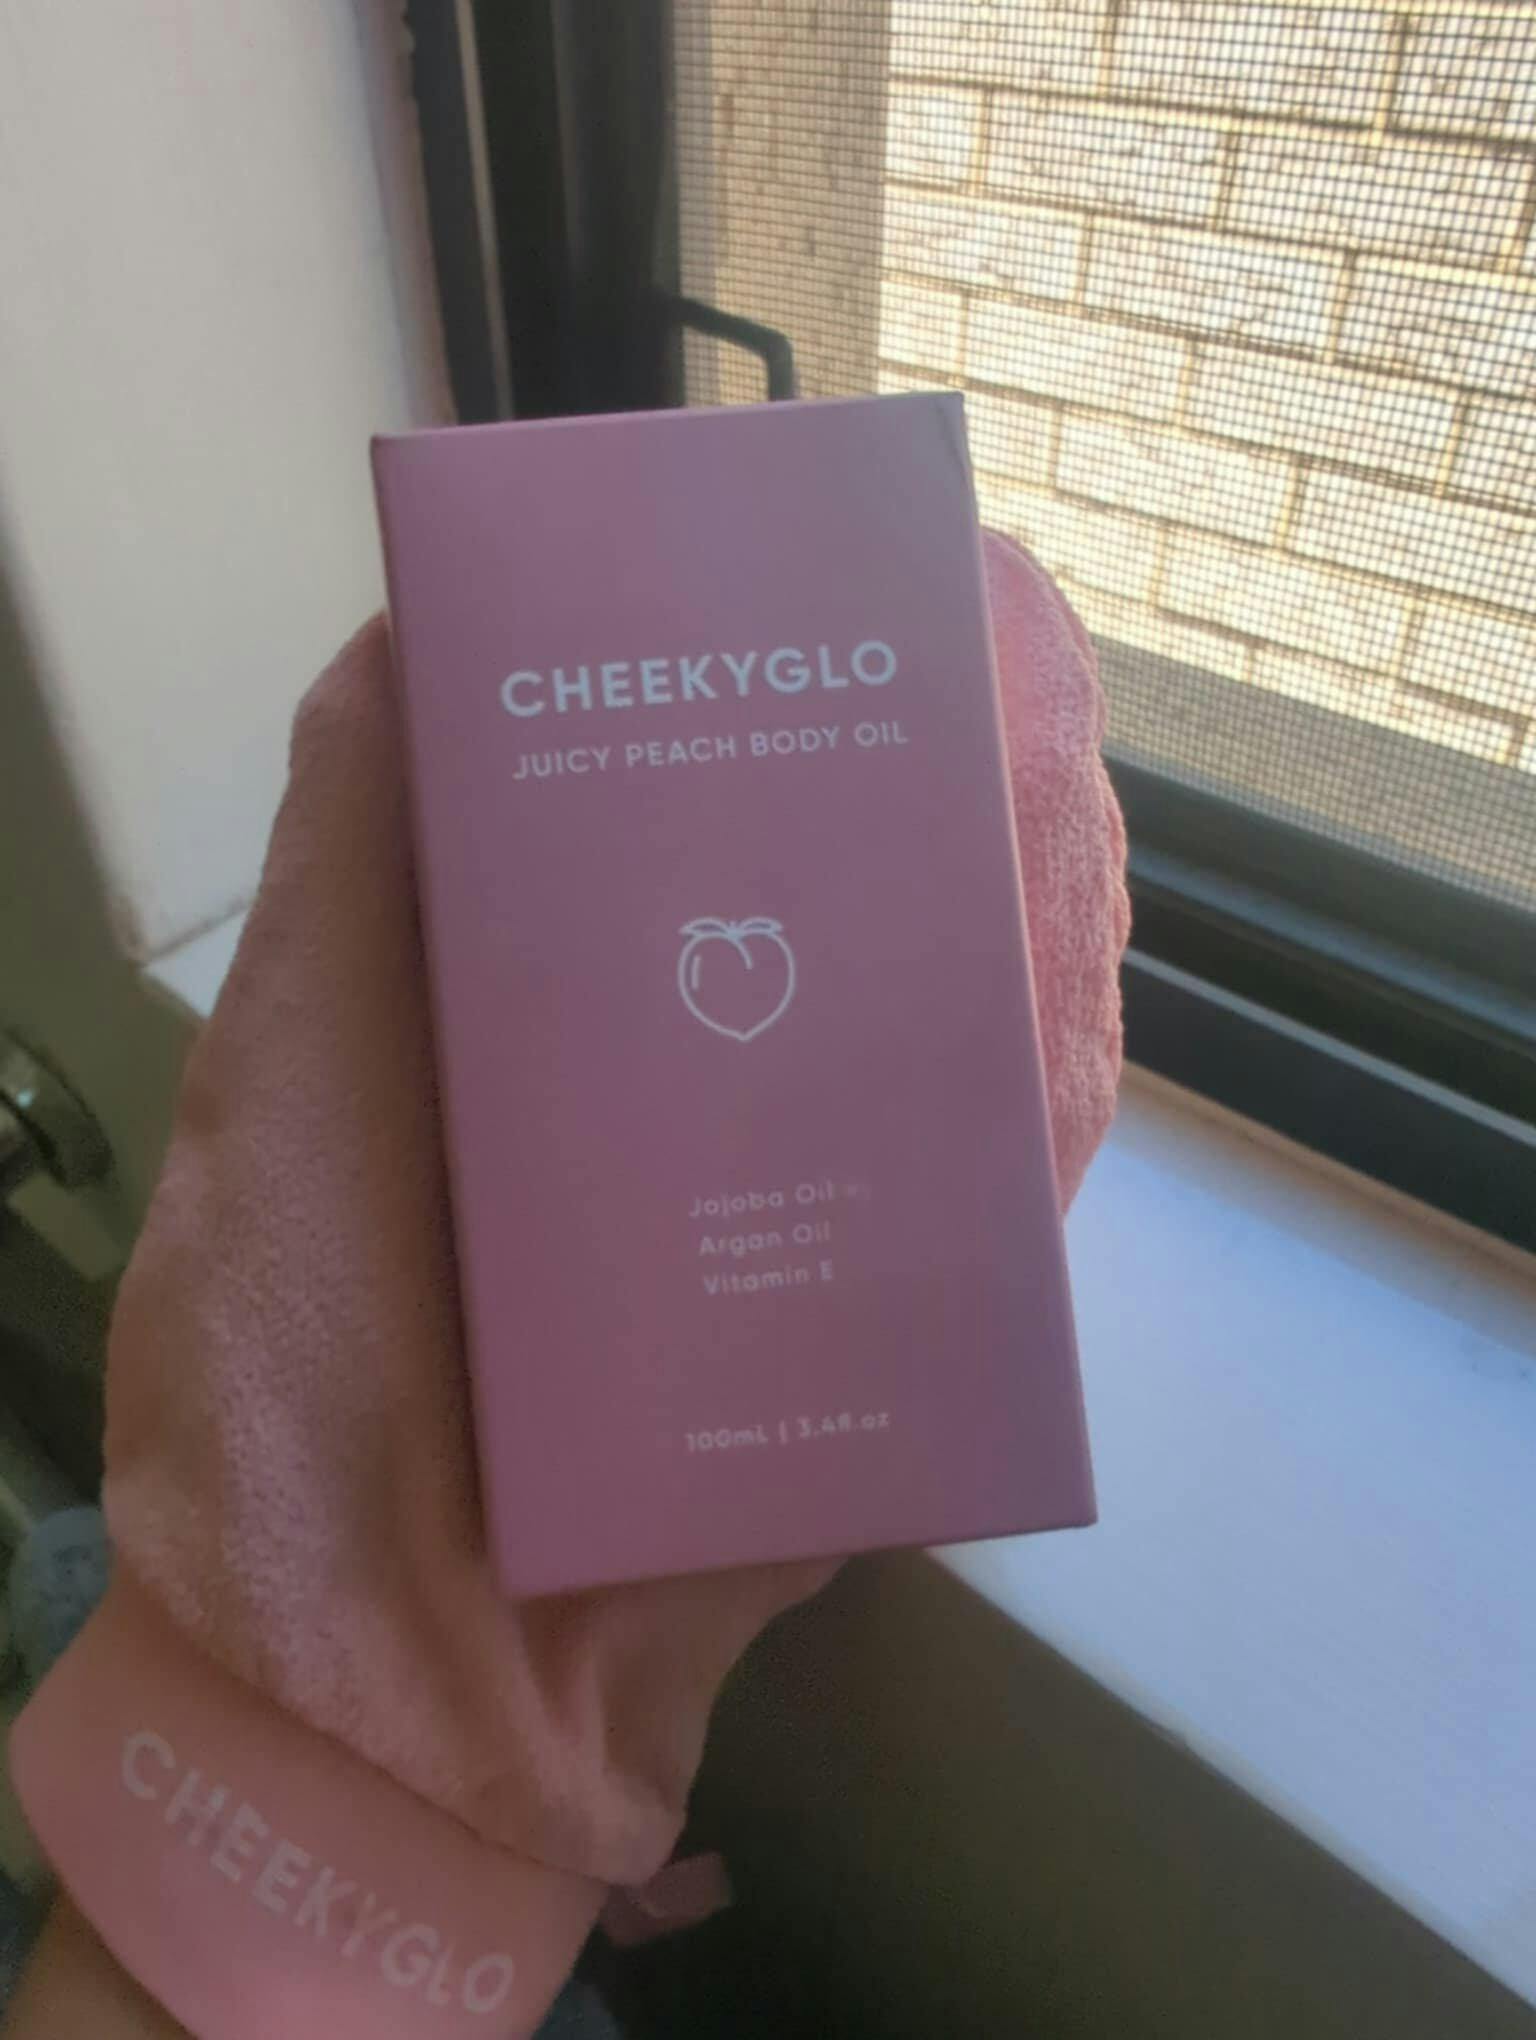 CHEEKYGLO
JUICY PEACH BODY OIL
Jojoba Oil
Argan Oil
Vitamin E
100mL | 3.4fl.oz
CHEEKYGLO